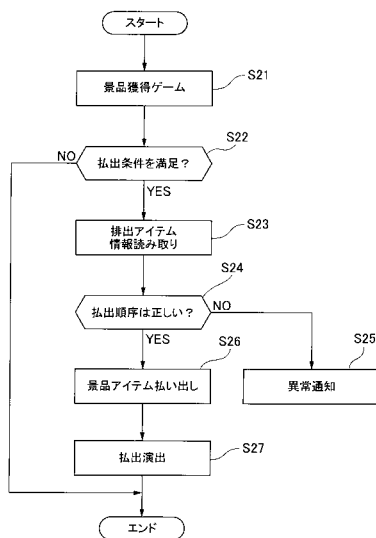 スタート
景品獲得ゲーム
S21
払出条件を満足？
S22
NO
YES
排出アイテム
情報読み取り
S23
払出順序は正しい？
S24
NO
YES
景品アイテム払い出し
S26
異常通知
S25
払出演出
S27
エンド